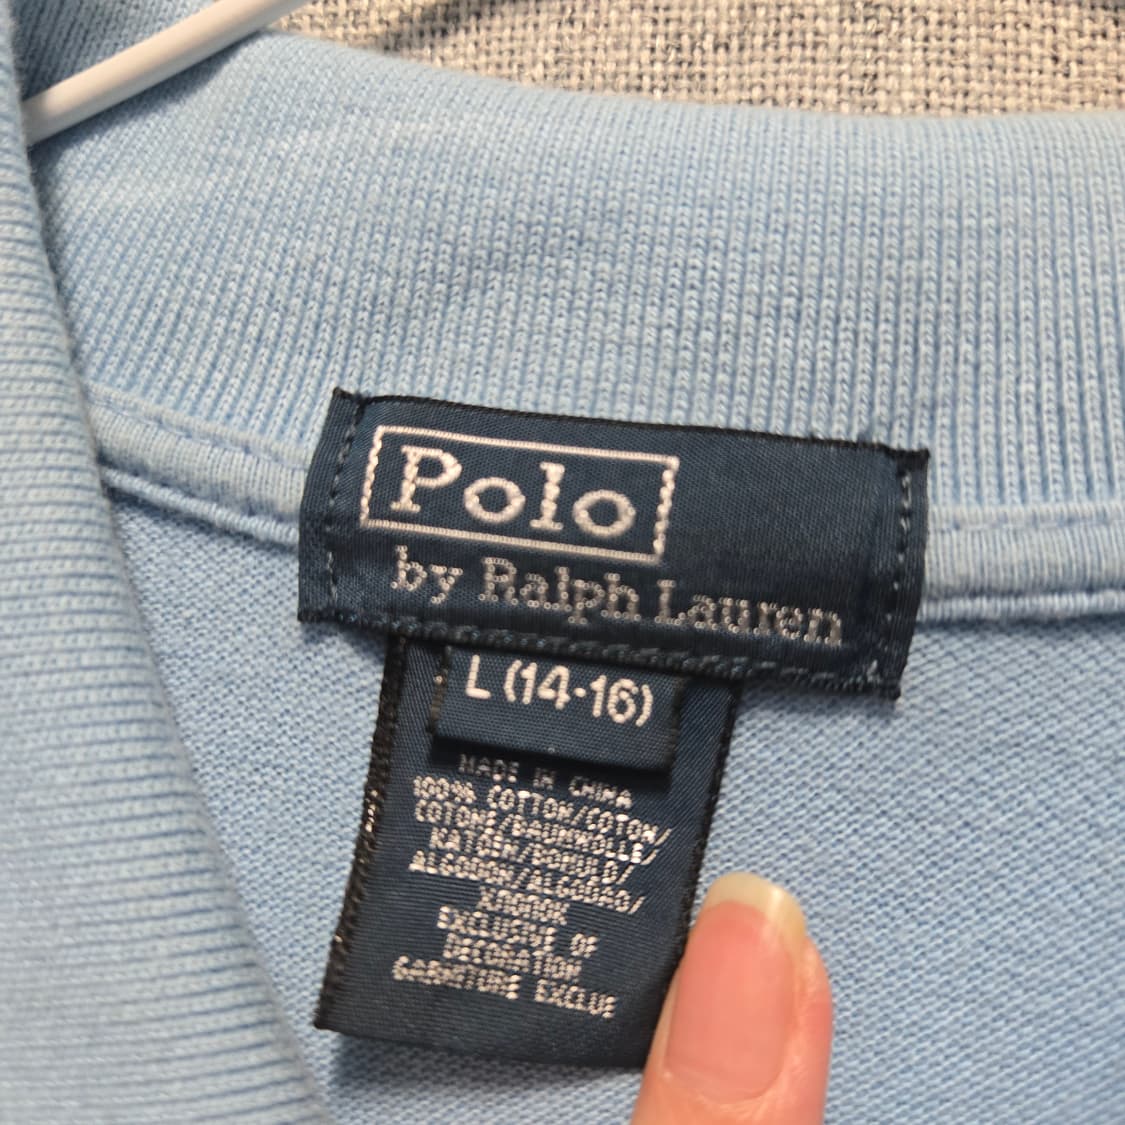 Polo
by Ralph Lauren
L (14-16)
MADE IN CHINA
100% COTTON/COTON/
COTONE/BAUMWOLLE/
KATOEN/BOMULD/
ALGODON/ALGODAO/
ΧΛΟΠΟΚ
EXCLUSIVE OF
DECORATION
GARNITURE EXCLUE